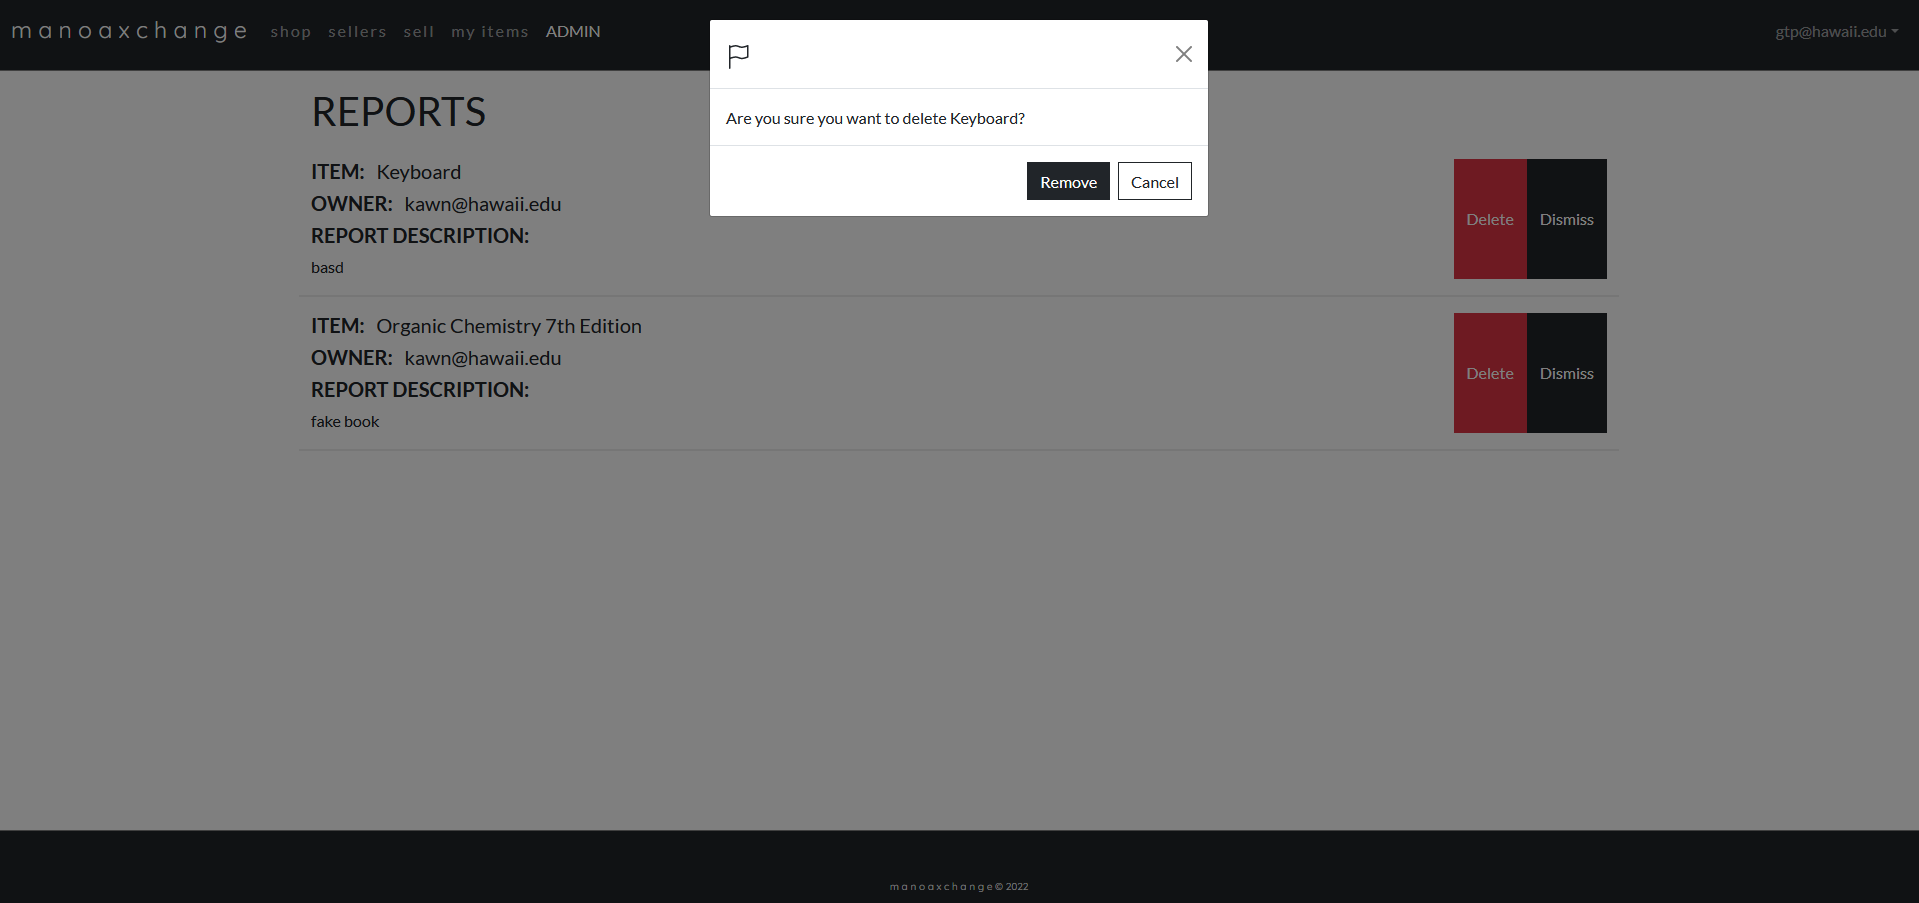 manoaxchange shop sellers sell my items ADMIN gtp@hawaii.edu
Are you sure you want to delete Keyboard?
Remove Cancel
REPORTS
ITEM: Keyboard
OWNER: kawn@hawaii.edu
REPORT DESCRIPTION:
basd
Delete Dismiss
ITEM: Organic Chemistry 7th Edition
OWNER: kawn@hawaii.edu
REPORT DESCRIPTION:
fake book
Delete Dismiss
manoaxchange© 2022